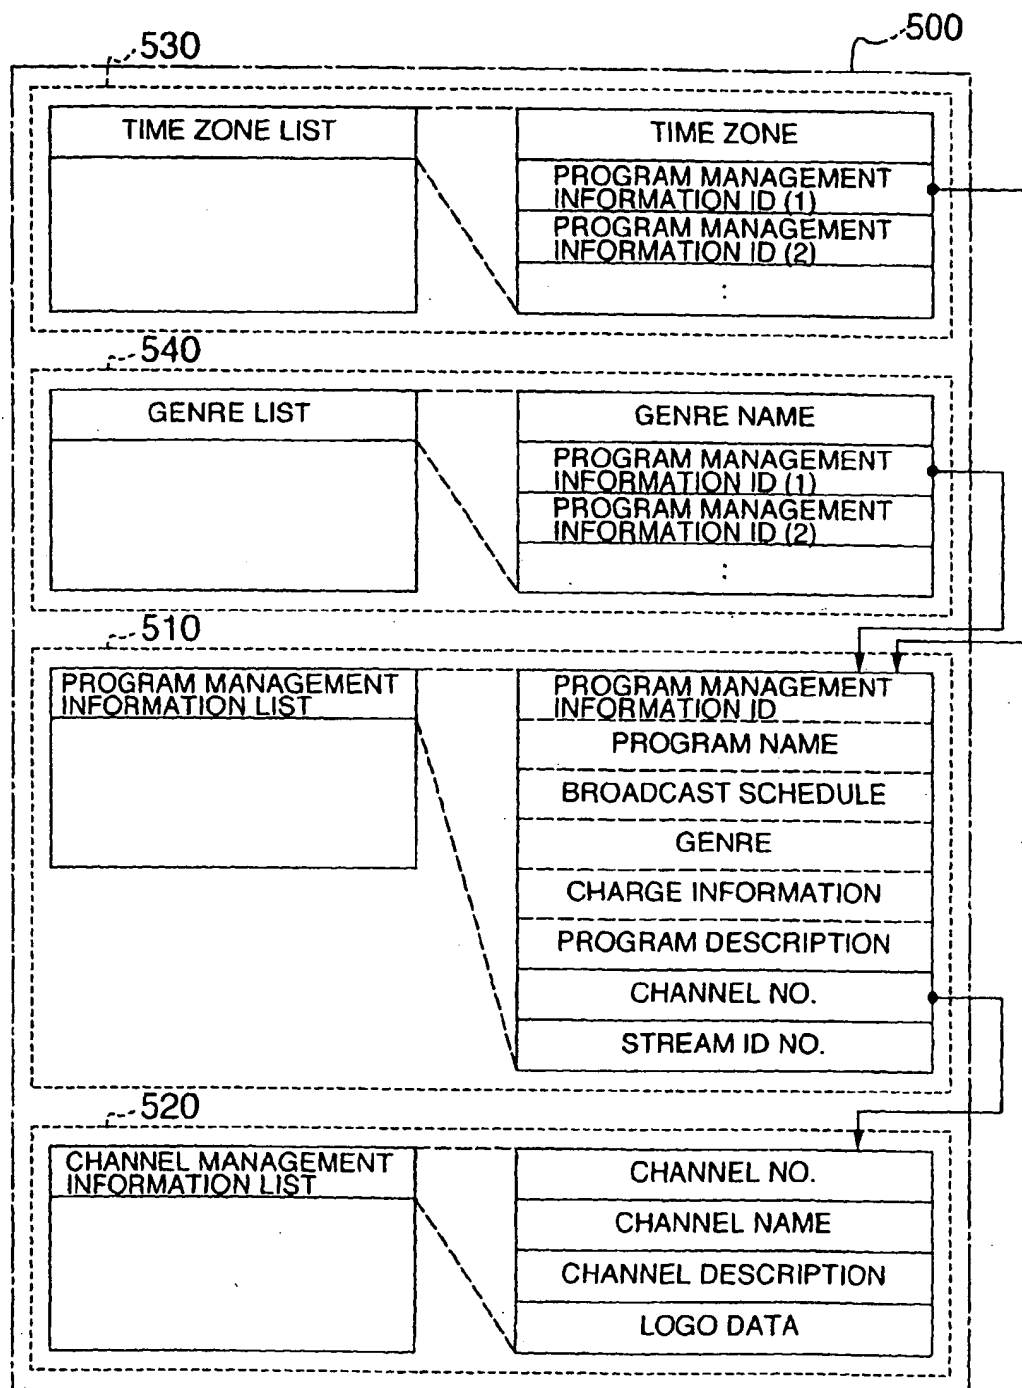 500
530
TIME ZONE LIST
TIME ZONE
PROGRAM MANAGEMENT
INFORMATION ID (1)
PROGRAM MANAGEMENT
INFORMATION ID (2)
:
540
GENRE LIST
GENRE NAME
PROGRAM MANAGEMENT
INFORMATION ID (1)
PROGRAM MANAGEMENT
INFORMATION ID (2)
:
510
PROGRAM MANAGEMENT
INFORMATION LIST
PROGRAM MANAGEMENT
INFORMATION ID
PROGRAM NAME
BROADCAST SCHEDULE
GENRE
CHARGE INFORMATION
PROGRAM DESCRIPTION
CHANNEL NO.
STREAM ID NO.
520
CHANNEL MANAGEMENT
INFORMATION LIST
CHANNEL NO.
CHANNEL NAME
CHANNEL DESCRIPTION
LOGO DATA